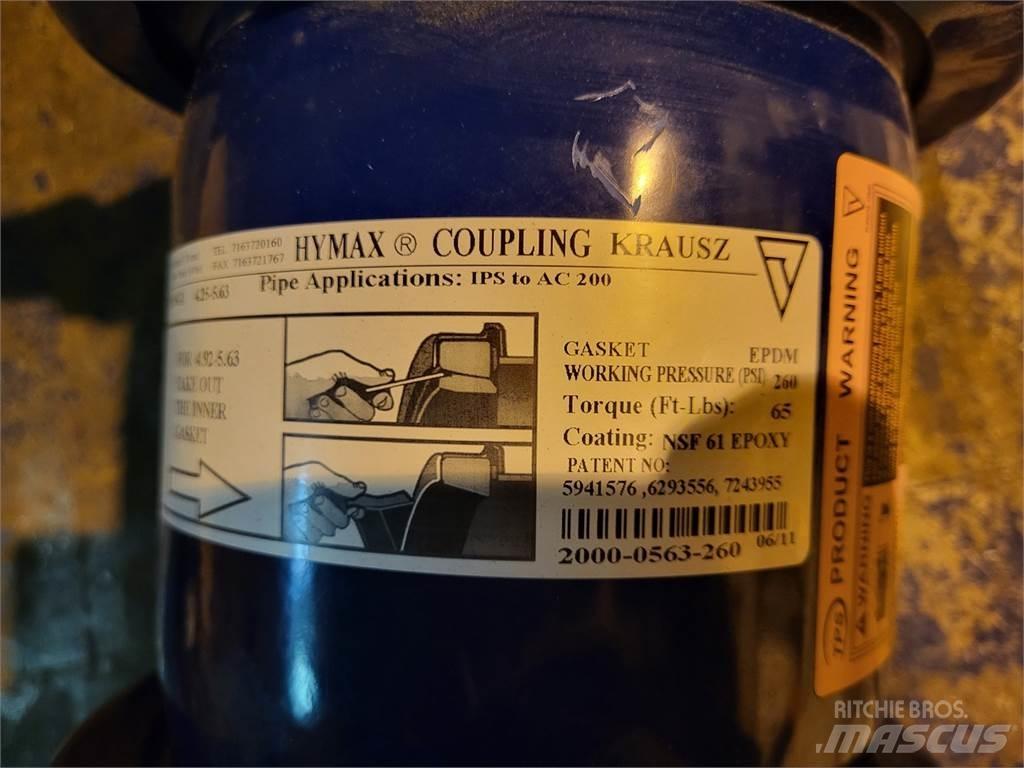 TEL 7163720160
FAX 7163721767
HYMAX ® COUPLING KRAUSZ
4.25-5.63
Pipe Applications: IPS to AC 200
FOR 4.92-5.63
TAKE OUT
THE INNER
GASKET
GASKET EPDM
WORKING PRESSURE (PSI) 260
Torque (Ft-Lbs): 65
Coating: NSF 61 EPOXY
PATENT NO:
5941576 ,6293556, 7243955
2000-0563-260 06/11
TPS PRODUCT WARNING
WARNING
RITCHIE BROS.
MASCUS